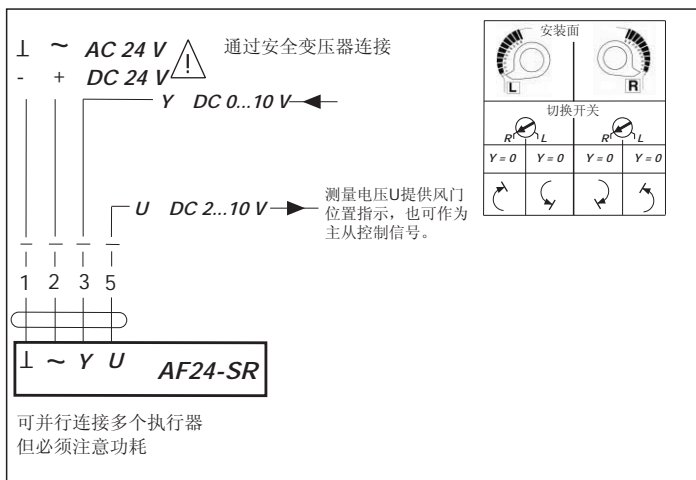 ⊥ ~ AC 24 V 通过安全变压器连接
- + DC 24 V
Y DC 0...10 V
U DC 2...10 V
测量电压U提供风门
位置指示，也可作为
主从控制信号。
1 2 3 5
⊥ ~ Y U AF24-SR
可并行连接多个执行器
但必须注意功耗
安装面
L R
切换开关
R L R L
Y = 0 Y = 0 Y = 0 Y = 0